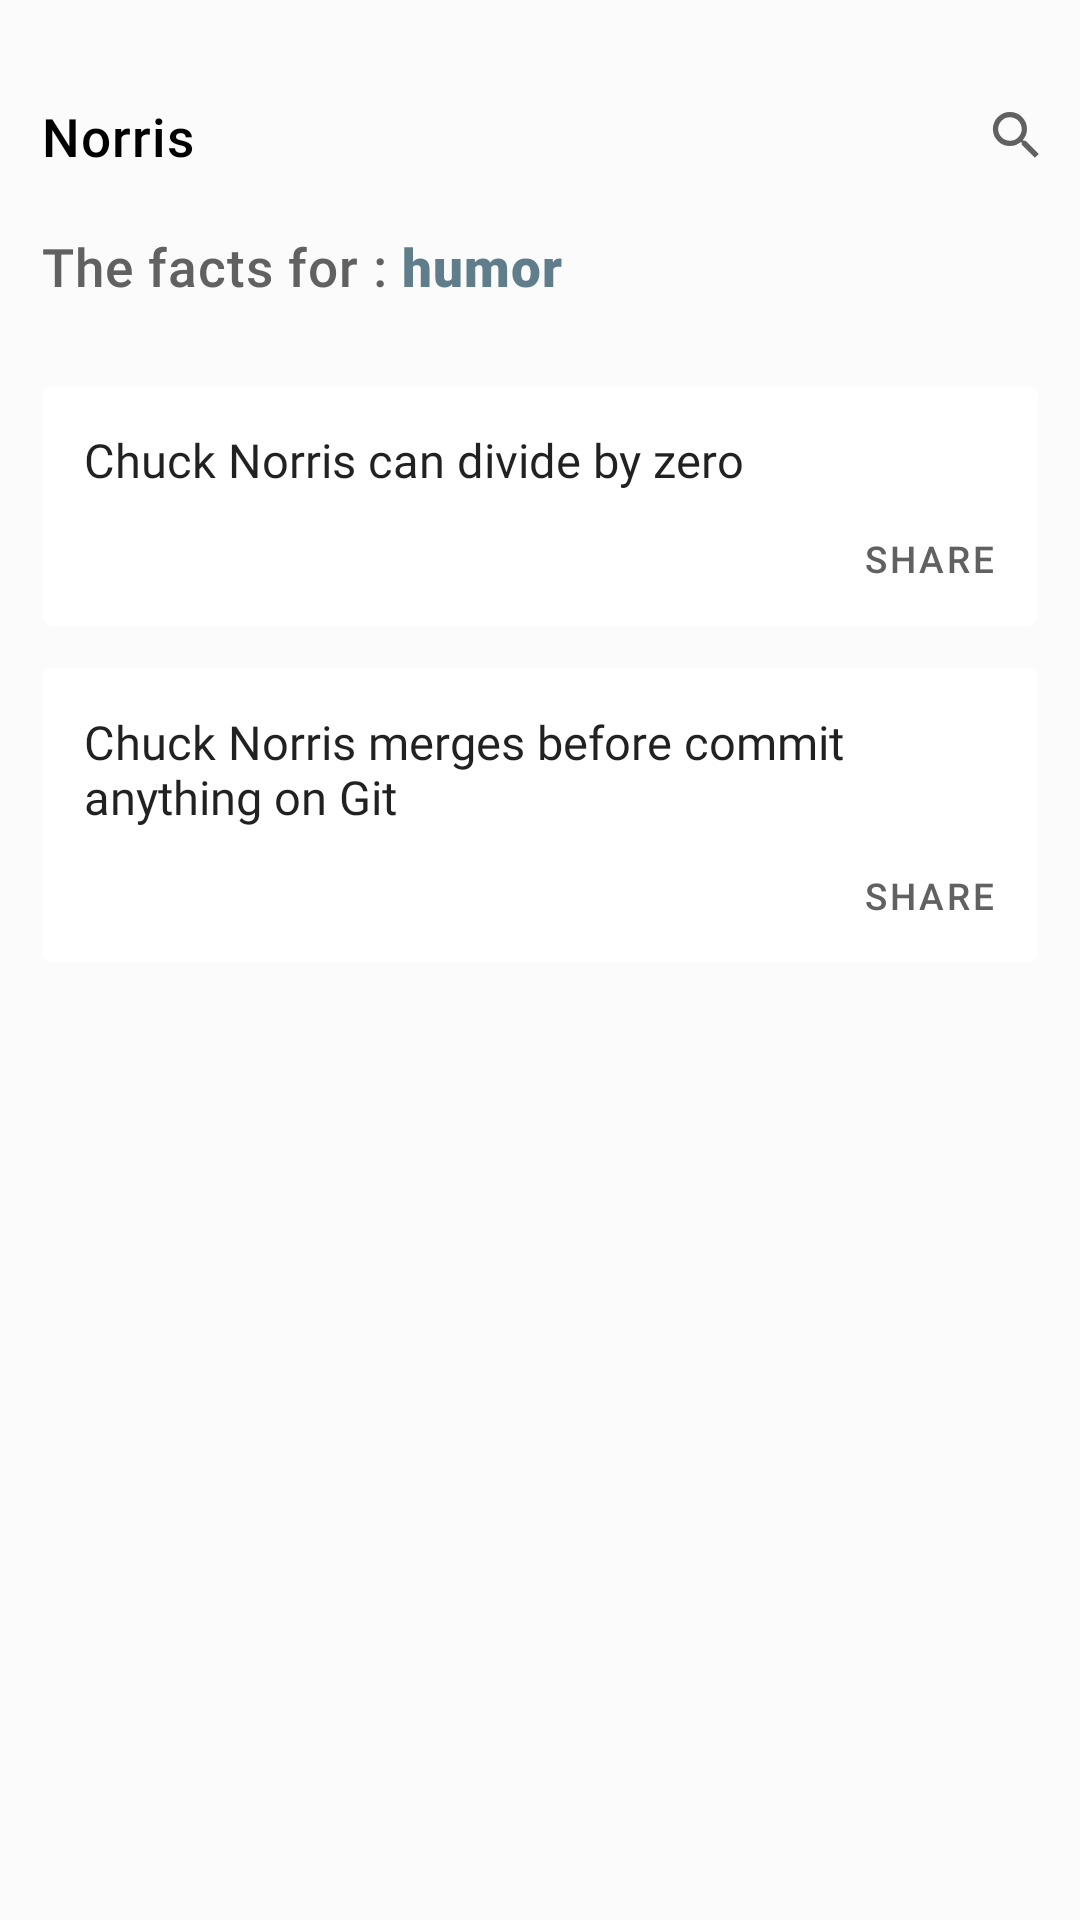 Norris
The facts for : humor
Chuck Norris can divide by zero
SHARE
Chuck Norris merges before commit
anything on Git
SHARE